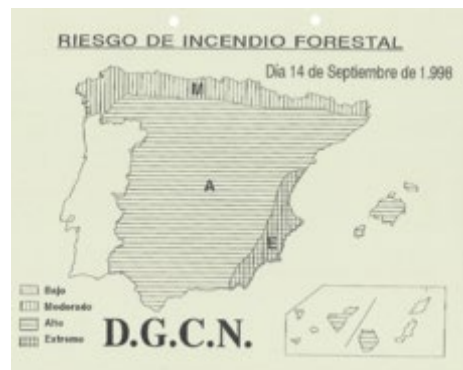 RIESGO DE INCENDIO FORESTAL
Día 14 de Septiembre de 1.998
M
A
E
Bajo
Moderado
Alto
Extremo
D.G.C.N.